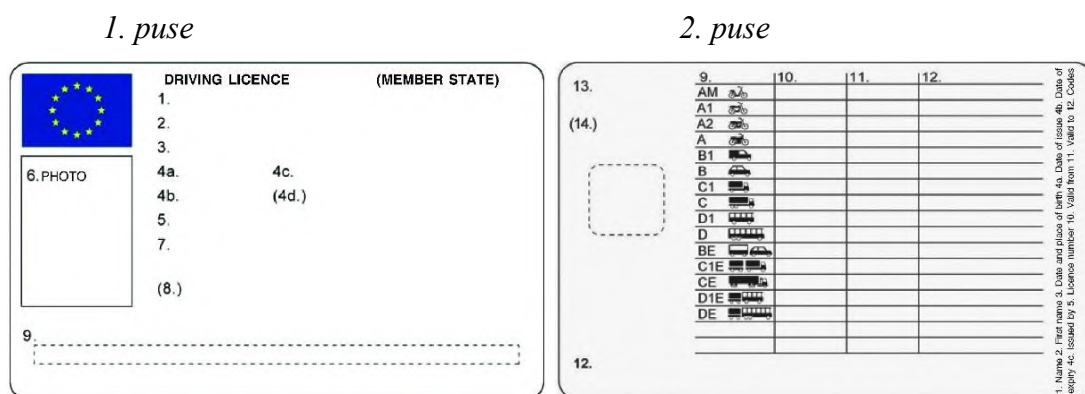 1. puse
2. puse
DRIVING LICENCE (MEMBER STATE)
1.
2.
3.
4a. 4c.
4b. (4d.)
5.
7.
(8.)
6. PHOTO
9.
13.
(14.)
12.
9. 10. 11. 12.
AM
A1
A2
A
B1
B
C1
C
D1
D
BE
C1E
CE
D1E
DE
1. Name 2. First name 3. Date and place of birth 4a. Date of issue 4b. Date of
expiry 4c. Issued by 5. Licence number 10. Valid from 11. Valid to 12. Codes